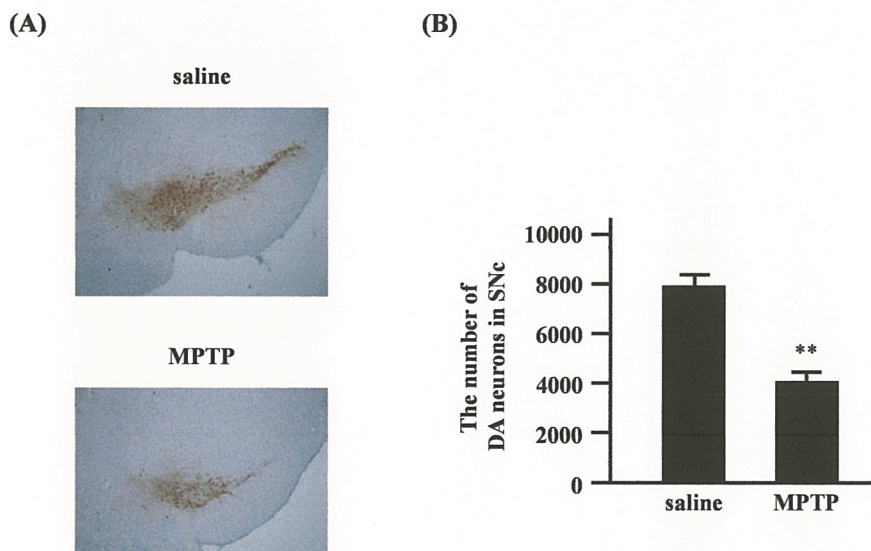 (A)
saline
MPTP
(B)
The number of
DA neurons in SNc
10000
8000
6000
4000
2000
0
**
saline
MPTP